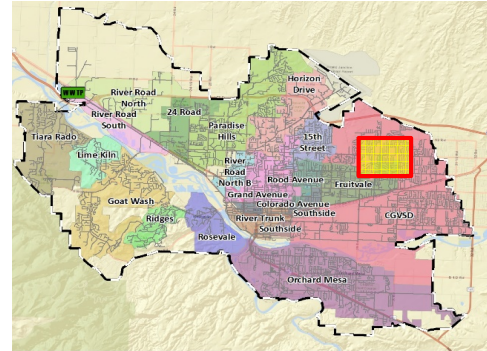 Horizon
Drive
WWTP
River Road
North
24 Road
River Road
South
Paradise
Hills
15th
Street
Tiara Rado
Lime Kiln
River
Road
North B
Rood Avenue
Fruitvale
Grand Avenue
Goat Wash
Colorado Avenue
Southside
Ridges
River Trunk
Southside
CGVSD
Rosevale
Orchard Mesa